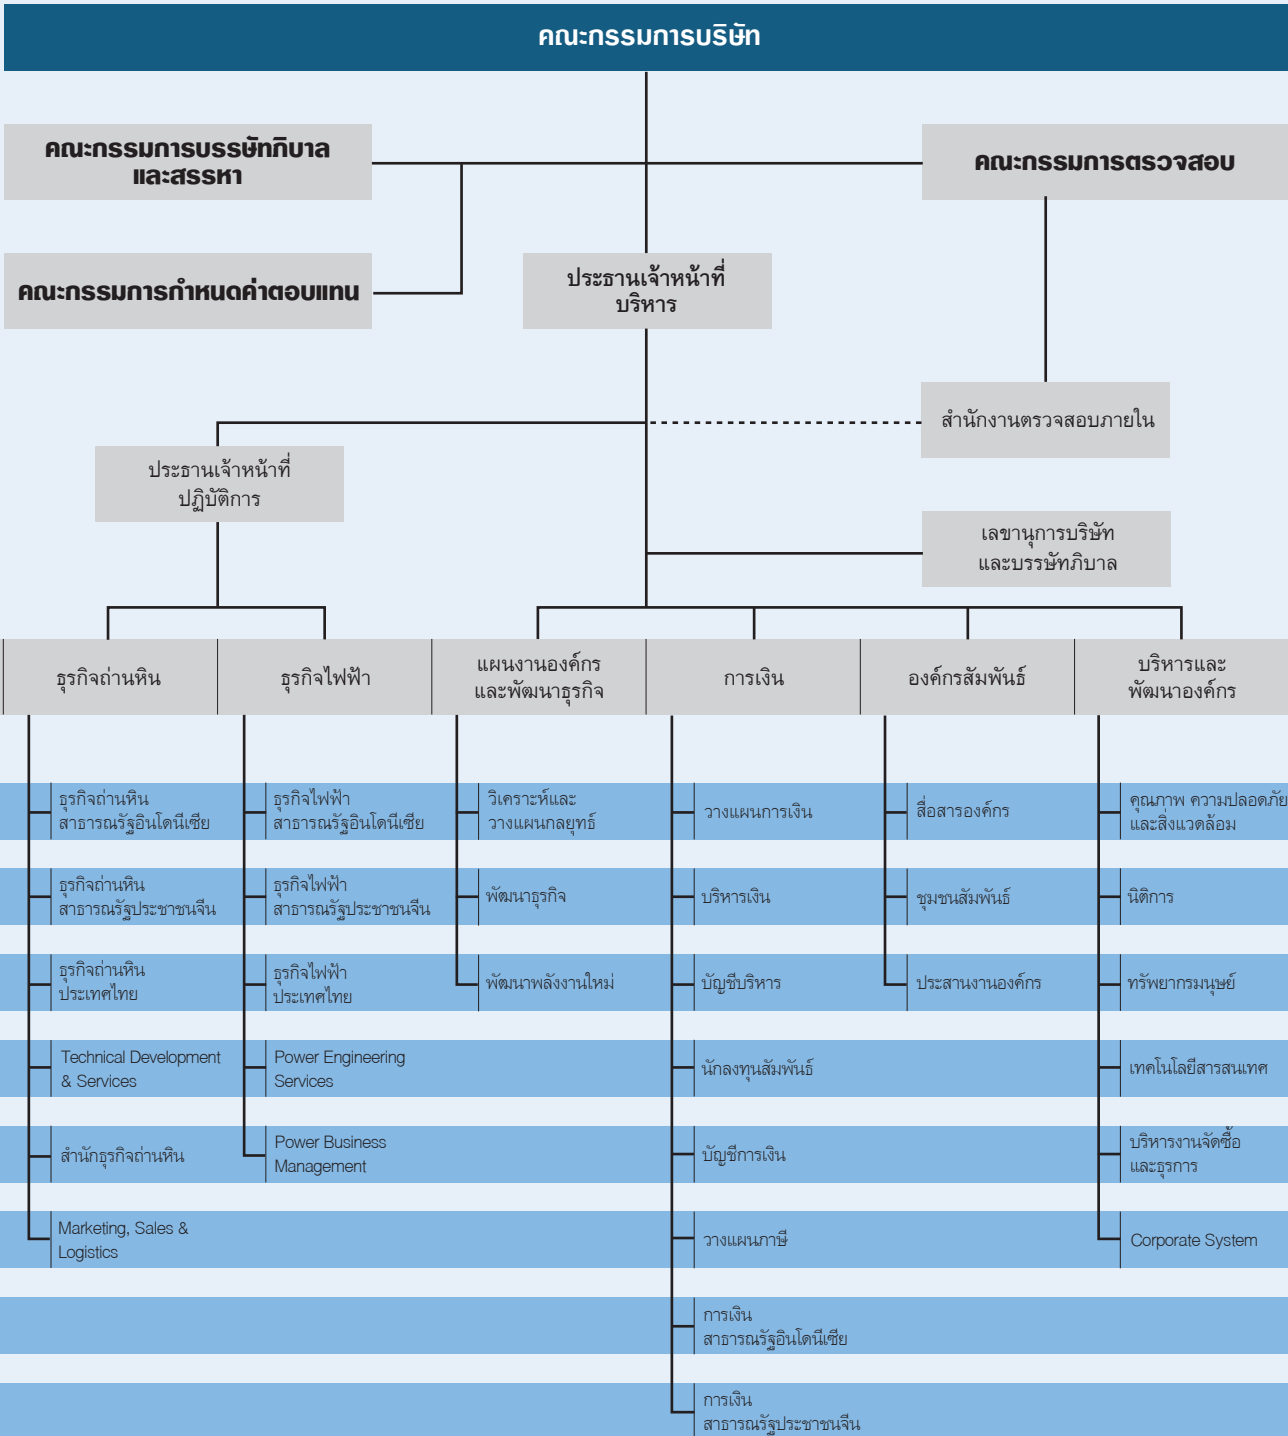 คณะกรรมการบริษัท
คณะกรรมการบรรษัทภิบาล
และสรรหา
คณะกรรมการตรวจสอบ
คณะกรรมการกำหนดค่าตอบแทน
ประธานเจ้าหน้าที่
บริหาร
สำนักงานตรวจสอบภายใน
ประธานเจ้าหน้าที่
ปฏิบัติการ
เลขานุการบริษัท
และบรรษัทภิบาล
ธุรกิจถ่านหิน
ธุรกิจไฟฟ้า
แผนงานองค์กร
และพัฒนาธุรกิจ
การเงิน
องค์กรสัมพันธ์
บริหารและ
พัฒนาองค์กร
ธุรกิจถ่านหิน
สาธารณรัฐอินโดนีเซีย
ธุรกิจถ่านหิน
สาธารณรัฐประชาชนจีน
ธุรกิจถ่านหิน
ประเทศไทย
Technical Development
& Services
สำนักธุรกิจถ่านหิน
Marketing, Sales &
Logistics
ธุรกิจไฟฟ้า
สาธารณรัฐอินโดนีเซีย
ธุรกิจไฟฟ้า
สาธารณรัฐประชาชนจีน
ธุรกิจไฟฟ้า
ประเทศไทย
Power Engineering
Services
Power Business
Management
วิเคราะห์และ
วางแผนกลยุทธ์
พัฒนาธุรกิจ
พัฒนาพลังงานใหม่
วางแผนการเงิน
บริหารเงิน
บัญชีบริหาร
นักลงทุนสัมพันธ์
บัญชีการเงิน
วางแผนภาษี
การเงิน
สาธารณรัฐอินโดนีเซีย
การเงิน
สาธารณรัฐประชาชนจีน
สื่อสารองค์กร
ชุมชนสัมพันธ์
ประสานงานองค์กร
คุณภาพ ความปลอดภัย
และสิ่งแวดล้อม
นิติการ
ทรัพยากรมนุษย์
เทคโนโลยีสารสนเทศ
บริหารงานจัดซื้อ
และธุรการ
Corporate System